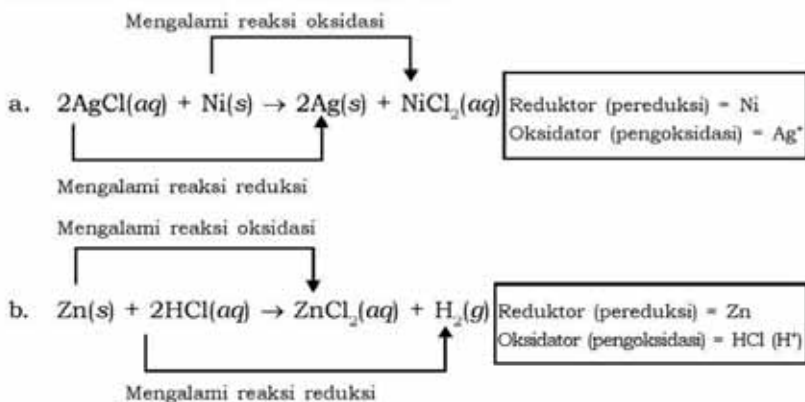 Mengalami reaksi oksidasi
a. 2AgCl(aq) + Ni(s) → 2Ag(s) + NiCl₂(aq)
Reduktor (pereduksi) = Ni
Oksidator (pengoksidasi) = Ag⁺
Mengalami reaksi reduksi
Mengalami reaksi oksidasi
b. Zn(s) + 2HCl(aq) → ZnCl₂(aq) + H₂(g)
Reduktor (pereduksi) = Zn
Oksidator (pengoksidasi) = HCl (H⁺)
Mengalami reaksi reduksi